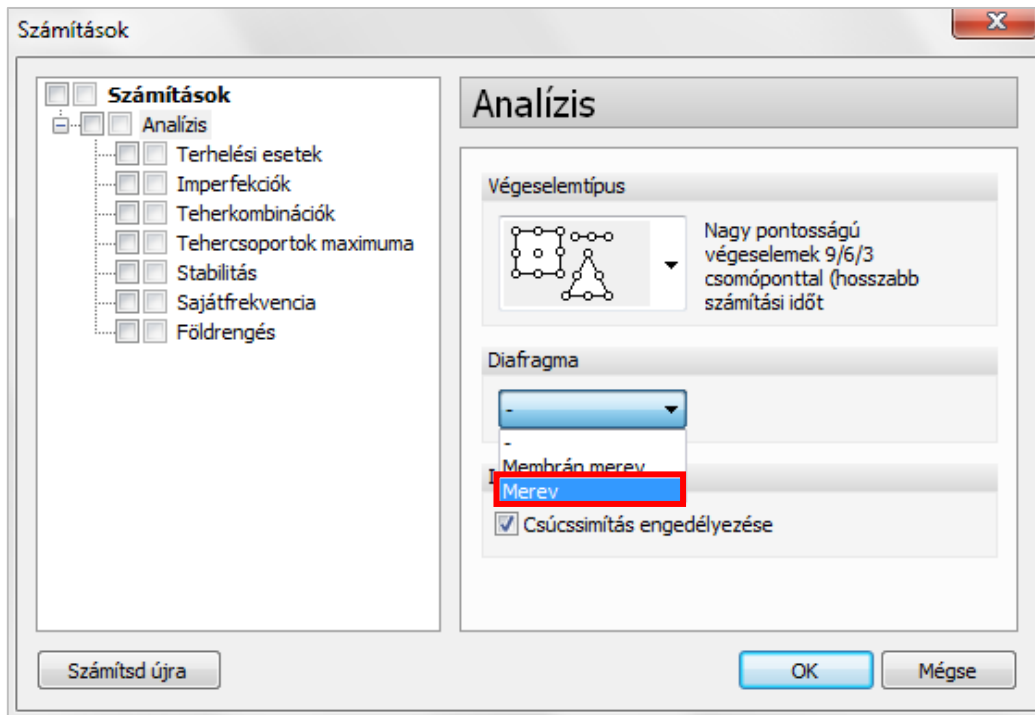 Számítások
Számítások
Analízis
Terhelési esetek
Imperfekciók
Teherkombinációk
Tehercsoportok maximuma
Stabilitás
Sajátfrekvencia
Földrengés
Analízis
Végeselemtípus
Nagy pontosságú
végeselemek 9/6/3
csomóponttal (hosszabb
számítási időt
Diafragma
-
-
Membrán merev
Merev
Csúcssimítás engedélyezése
Számítsd újra
OK
Mégse